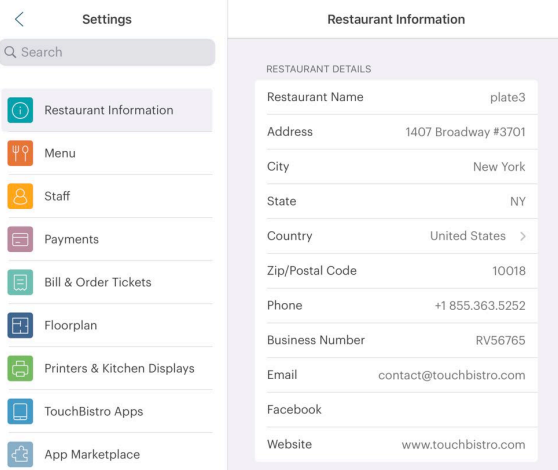 Settings
Search
Restaurant Information
Menu
Staff
Payments
Bill & Order Tickets
Floorplan
Printers & Kitchen Displays
TouchBistro Apps
App Marketplace
Restaurant Information
RESTAURANT DETAILS
Restaurant Name plate3
Address 1407 Broadway #3701
City New York
State NY
Country United States
Zip/Postal Code 10018
Phone +1 855.363.5252
Business Number RV56765
Email contact@touchbistro.com
Facebook
Website www.touchbistro.com